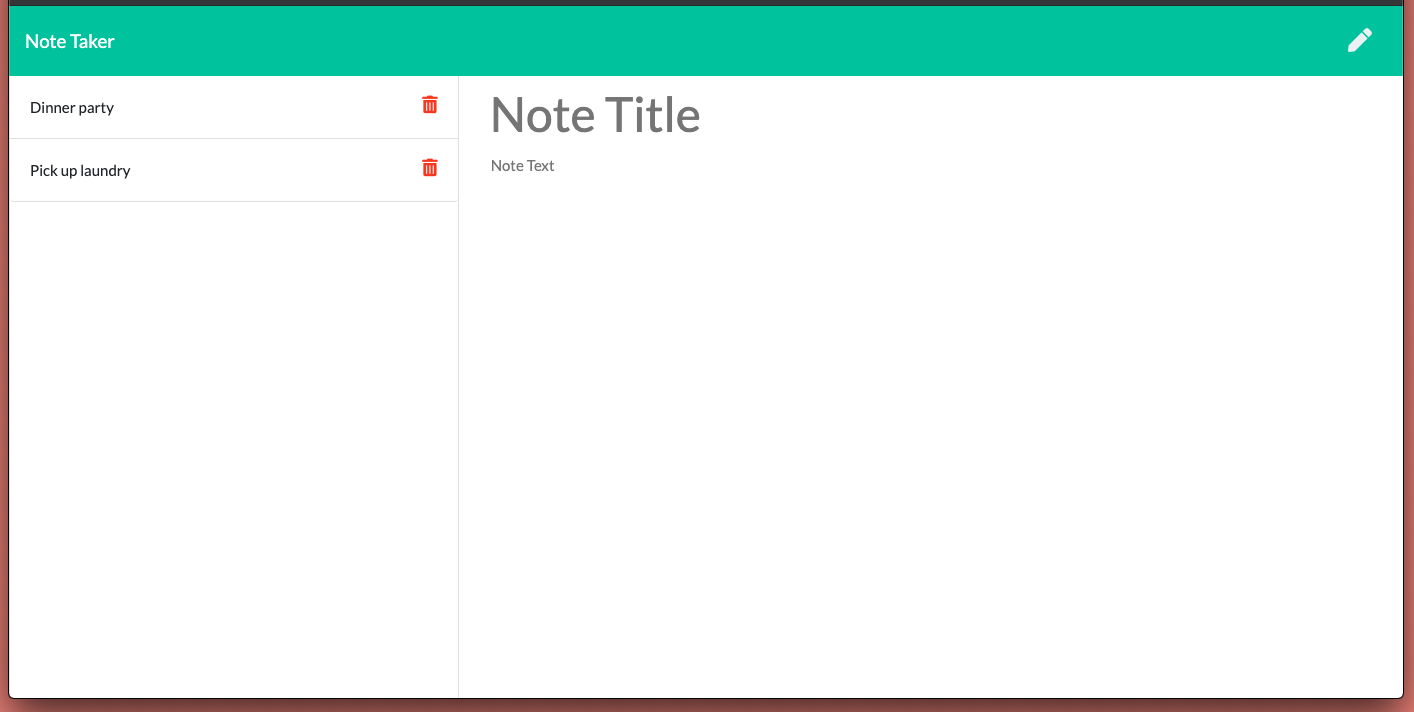 Note Taker
Dinner party
Pick up laundry
Note Title
Note Text